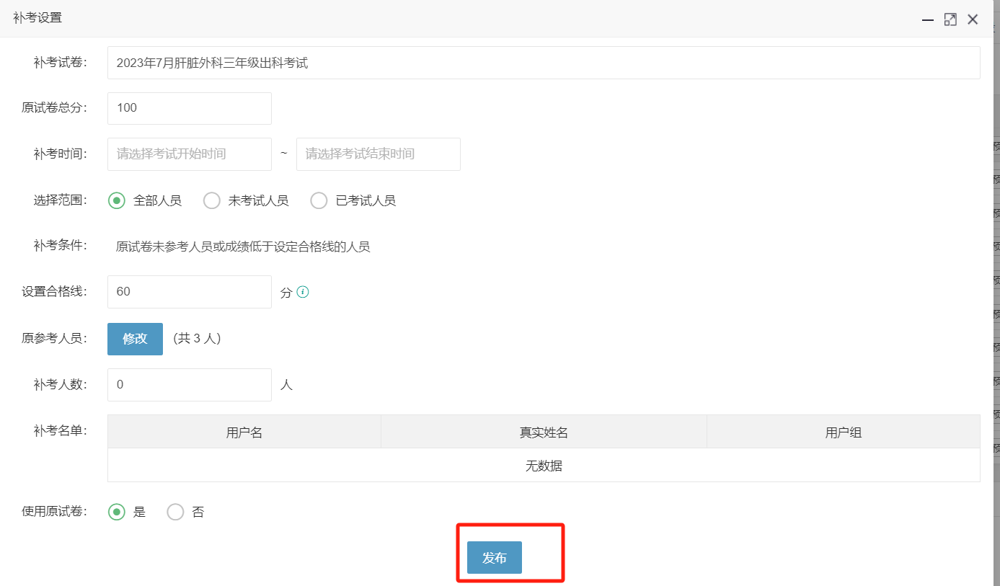 补考设置
补考试卷: 2023年7月肝脏外科三年级出科考试
原试卷总分: 100
补考时间: 请选择考试开始时间 ~ 请选择考试结束时间
选择范围: 全部人员 未考试人员 已考试人员
补考条件: 原试卷未参考人员或成绩低于设定合格线的人员
设置合格线: 60 分
原参考人员: 修改 (共 3 人)
补考人数: 0 人
补考名单: 用户名 真实姓名 用户组
无数据
使用原试卷: 是 否
发布